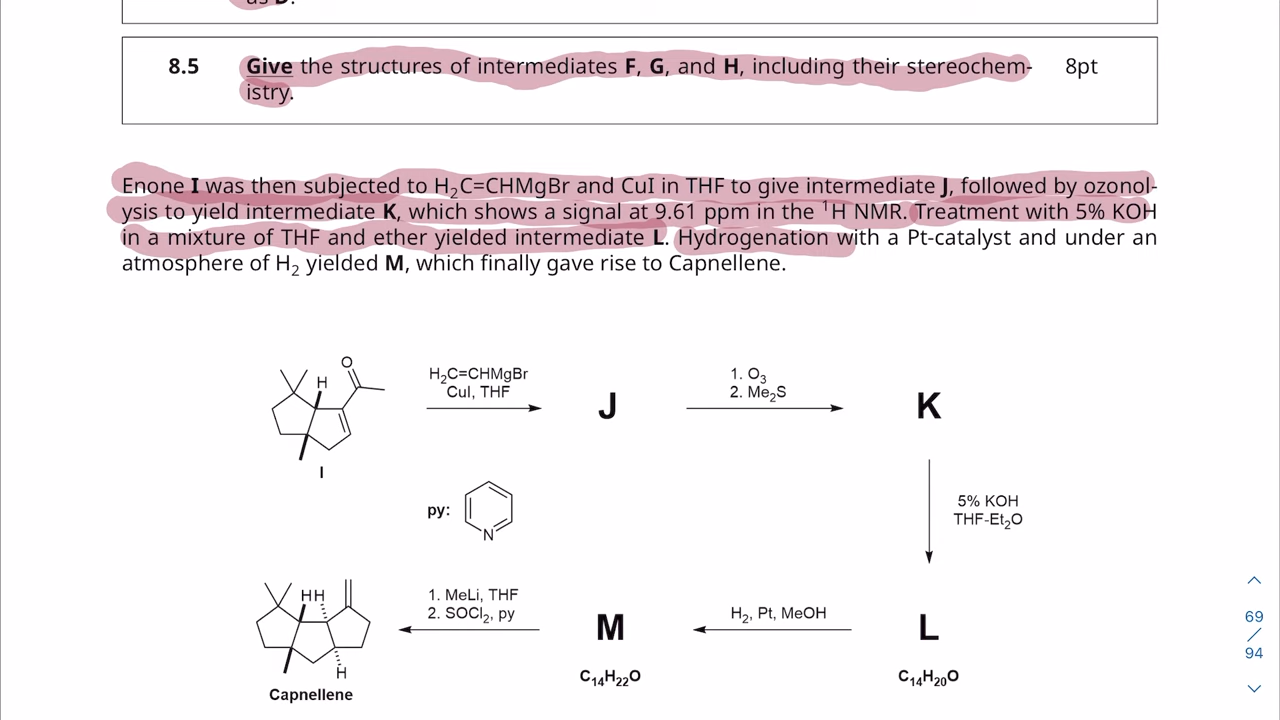 as D.
8.5 Give the structures of intermediates F, G, and H, including their stereochem- 8pt
istry.
Enone I was then subjected to H₂C=CHMgBr and CuI in THF to give intermediate J, followed by ozonol-
ysis to yield intermediate K, which shows a signal at 9.61 ppm in the ¹H NMR. Treatment with 5% KOH
in a mixture of THF and ether yielded intermediate L. Hydrogenation with a Pt-catalyst and under an
atmosphere of H₂ yielded M, which finally gave rise to Capnellene.
O
H
I
H₂C=CHMgBr
CuI, THF
J
1. O₃
2. Me₂S
K
py:
N
5% KOH
THF-Et₂O
H H
H
Capnellene
1. MeLi, THF
2. SOCl₂, py
M
C₁₄H₂₂O
H₂, Pt, MeOH
L
C₁₄H₂₀O
69
/
94